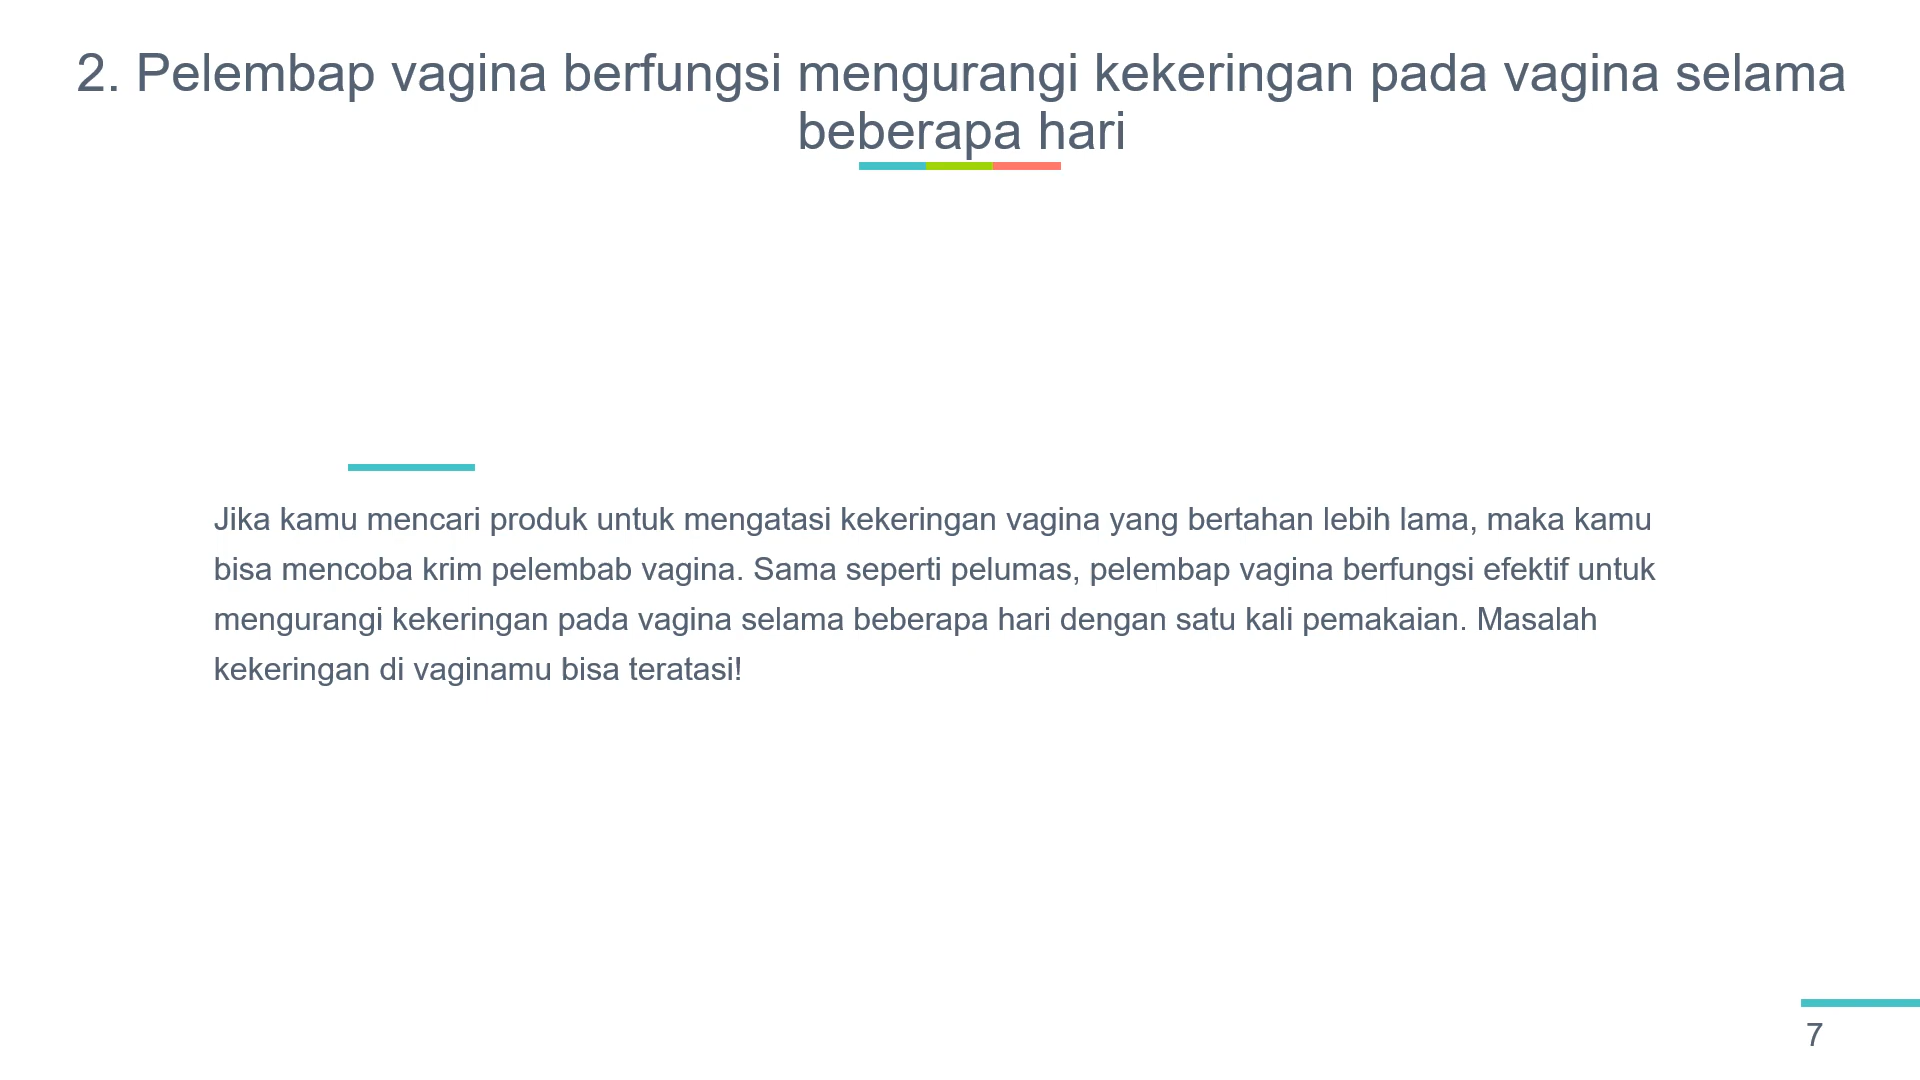 2. Pelembap vagina berfungsi mengurangi kekeringan pada vagina selama
beberapa hari
Jika kamu mencari produk untuk mengatasi kekeringan vagina yang bertahan lebih lama, maka kamu
bisa mencoba krim pelembab vagina. Sama seperti pelumas, pelembap vagina berfungsi efektif untuk
mengurangi kekeringan pada vagina selama beberapa hari dengan satu kali pemakaian. Masalah
kekeringan di vaginamu bisa teratasi!
7